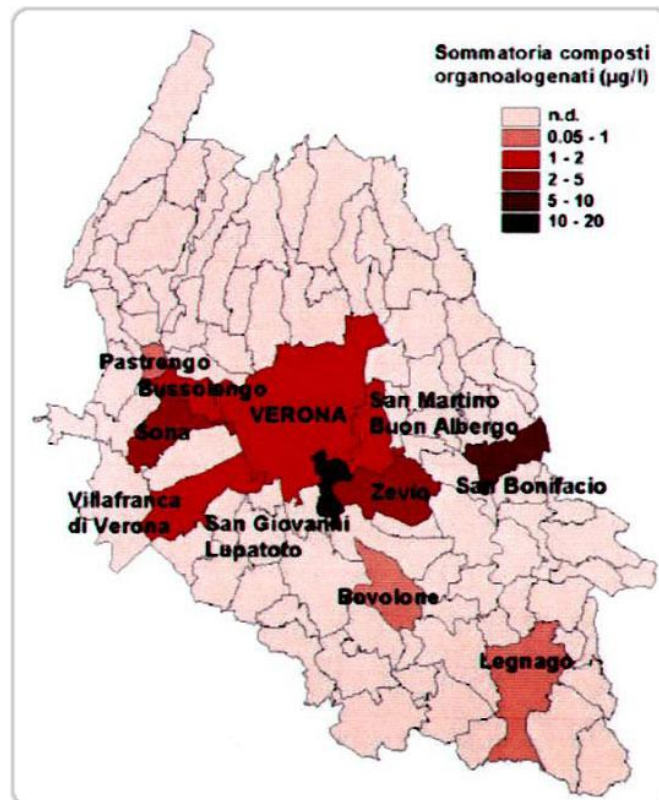 Sommatoria composti
organoalogenati (µg/l)
n.d.
0.05 - 1
1 - 2
2 - 5
5 - 10
10 - 20
Pastrengo
Bussolengo
VERONA
San Martino
Buon Albergo
Sona
Villafranca
di Verona
Zevio
San Bonifacio
San Giovanni
Lupatoto
Bovolone
Legnago